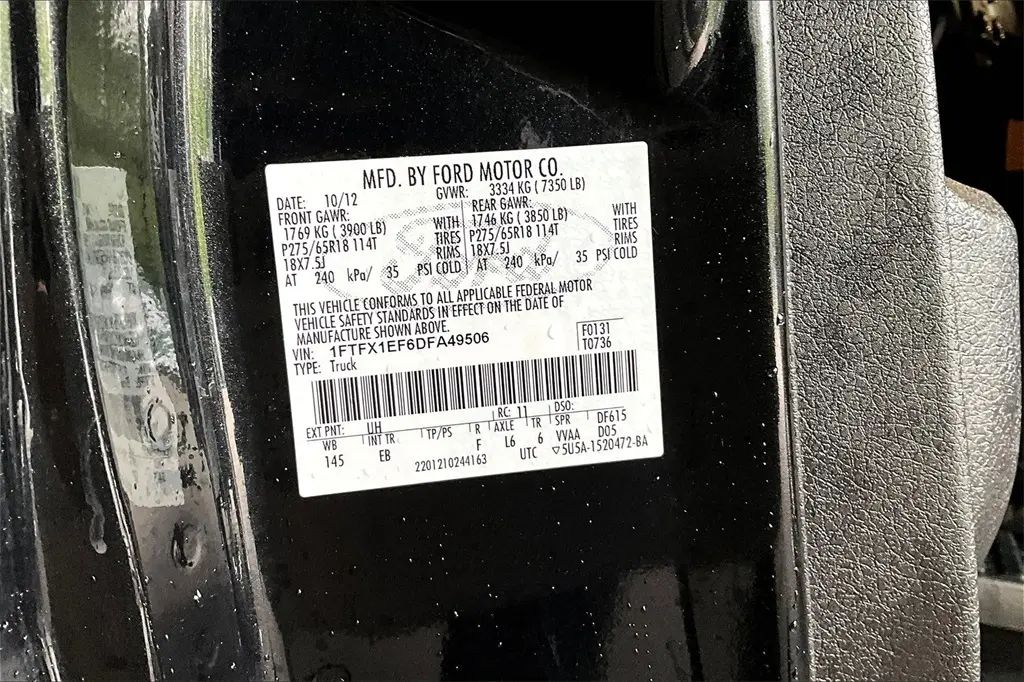 MFD. BY FORD MOTOR CO.
DATE: 10/12 GVWR: 3334 KG ( 7350 LB)
FRONT GAWR: REAR GAWR:
1769 KG ( 3900 LB) WITH 1746 KG ( 3850 LB) WITH
P275/65R18 114T TIRES P275/65R18 114T TIRES
18X7.5J RIMS 18X7.5J RIMS
AT 240 kPa/ 35 PSI COLD AT 240 kPa/ 35 PSI COLD
Ford
THIS VEHICLE CONFORMS TO ALL APPLICABLE FEDERAL MOTOR
VEHICLE SAFETY STANDARDS IN EFFECT ON THE DATE OF
MANUFACTURE SHOWN ABOVE.
VIN: 1FTFX1EF6DFA49506 F0131
TYPE: Truck T0736
EXT PNT: UH RC: 11 DSO:
WB INT TR TP/PS R AXLE TR SPR DF615
145 EB F L6 6 VVAA D05
2201210244163 UTC ▽5U5A-1520472-BA